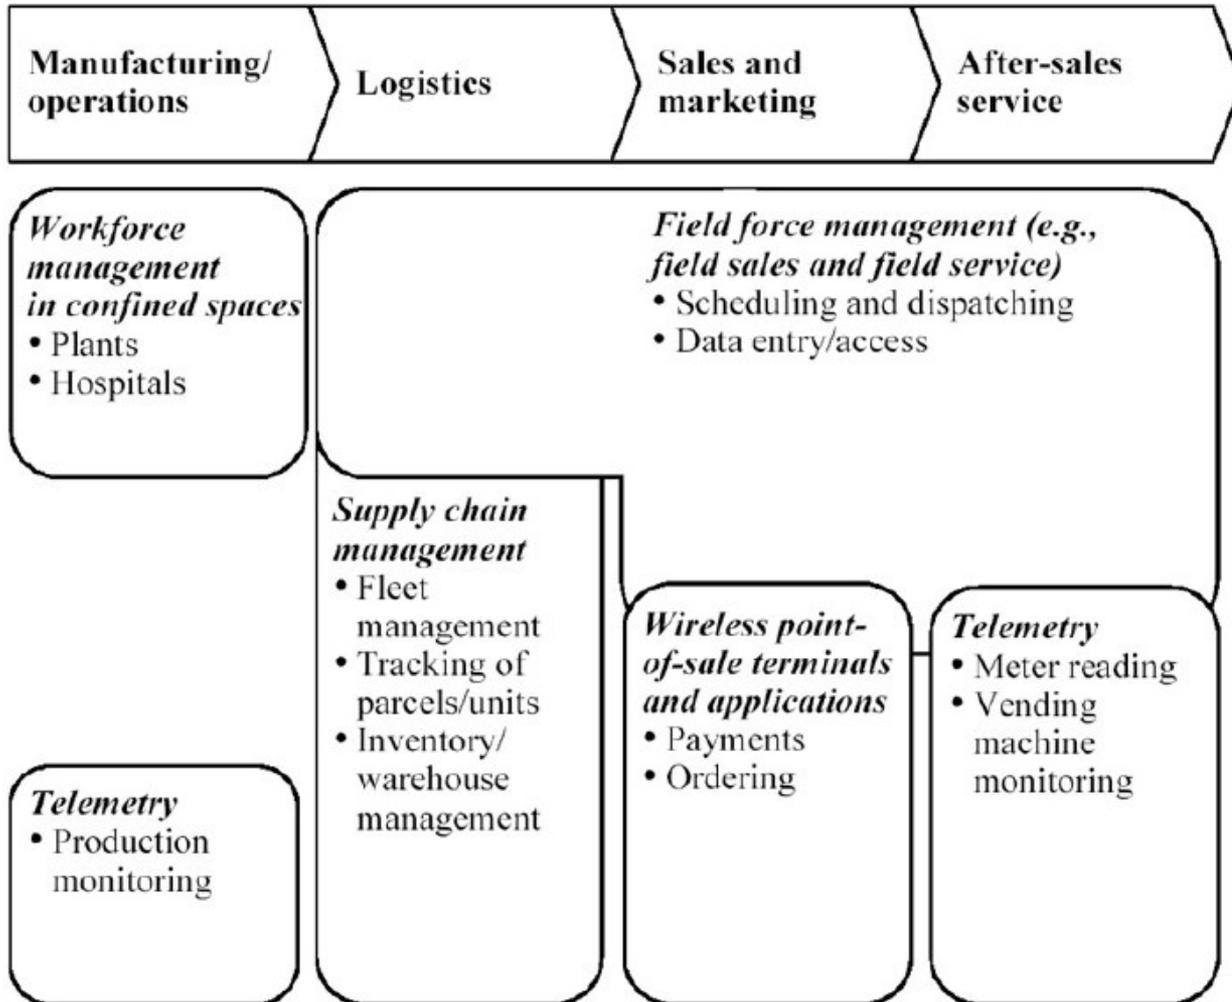 Manufacturing/
operations
Logistics
Sales and
marketing
After-sales
service
Workforce
management
in confined spaces
• Plants
• Hospitals
Field force management (e.g.,
field sales and field service)
• Scheduling and dispatching
• Data entry/access
Supply chain
management
• Fleet
management
• Tracking of
parcels/units
• Inventory/
warehouse
management
Wireless point-
of-sale terminals
and applications
• Payments
• Ordering
Telemetry
• Meter reading
• Vending
machine
monitoring
Telemetry
• Production
monitoring